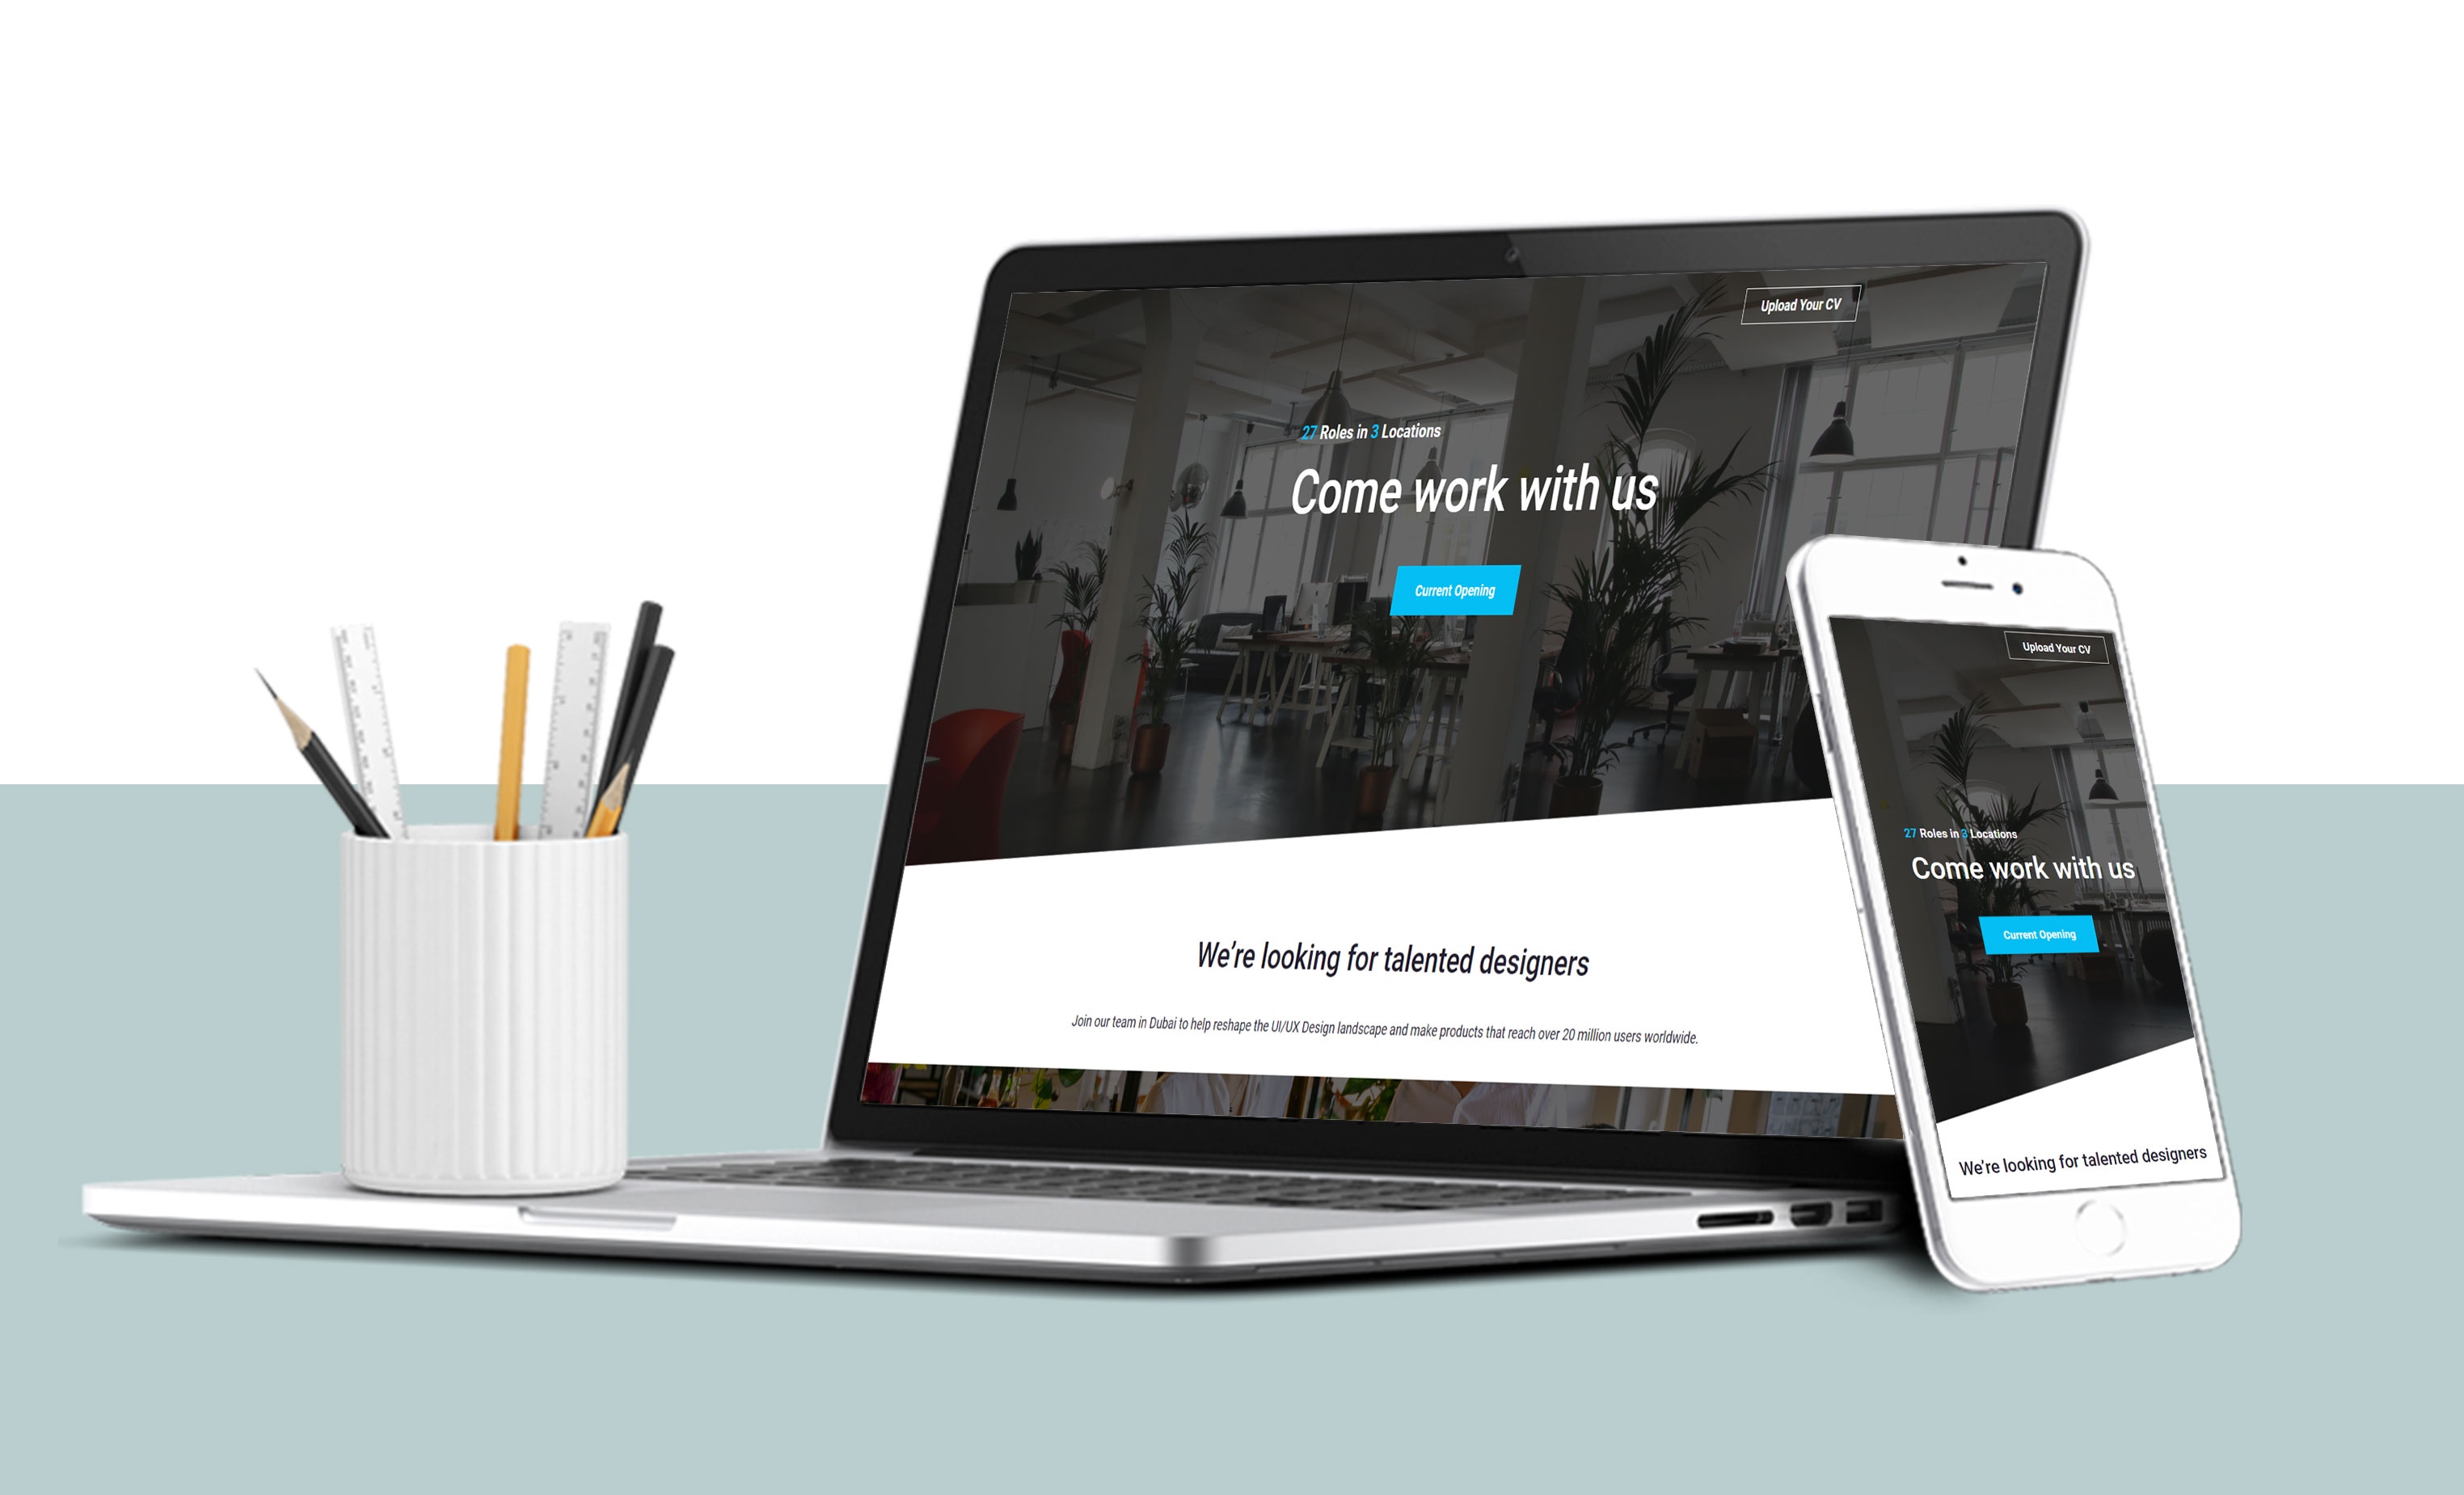 Upload Your CV
27 Roles in 3 Locations
Come work with us
Current Opening
We're looking for talented designers
Join our team in Dubai to help reshape the UI/UX Design landscape and make products that reach over 20 million users worldwide.
Upload Your CV
27 Roles in 3 Locations
Come work with us
Current Opening
We're looking for talented designers